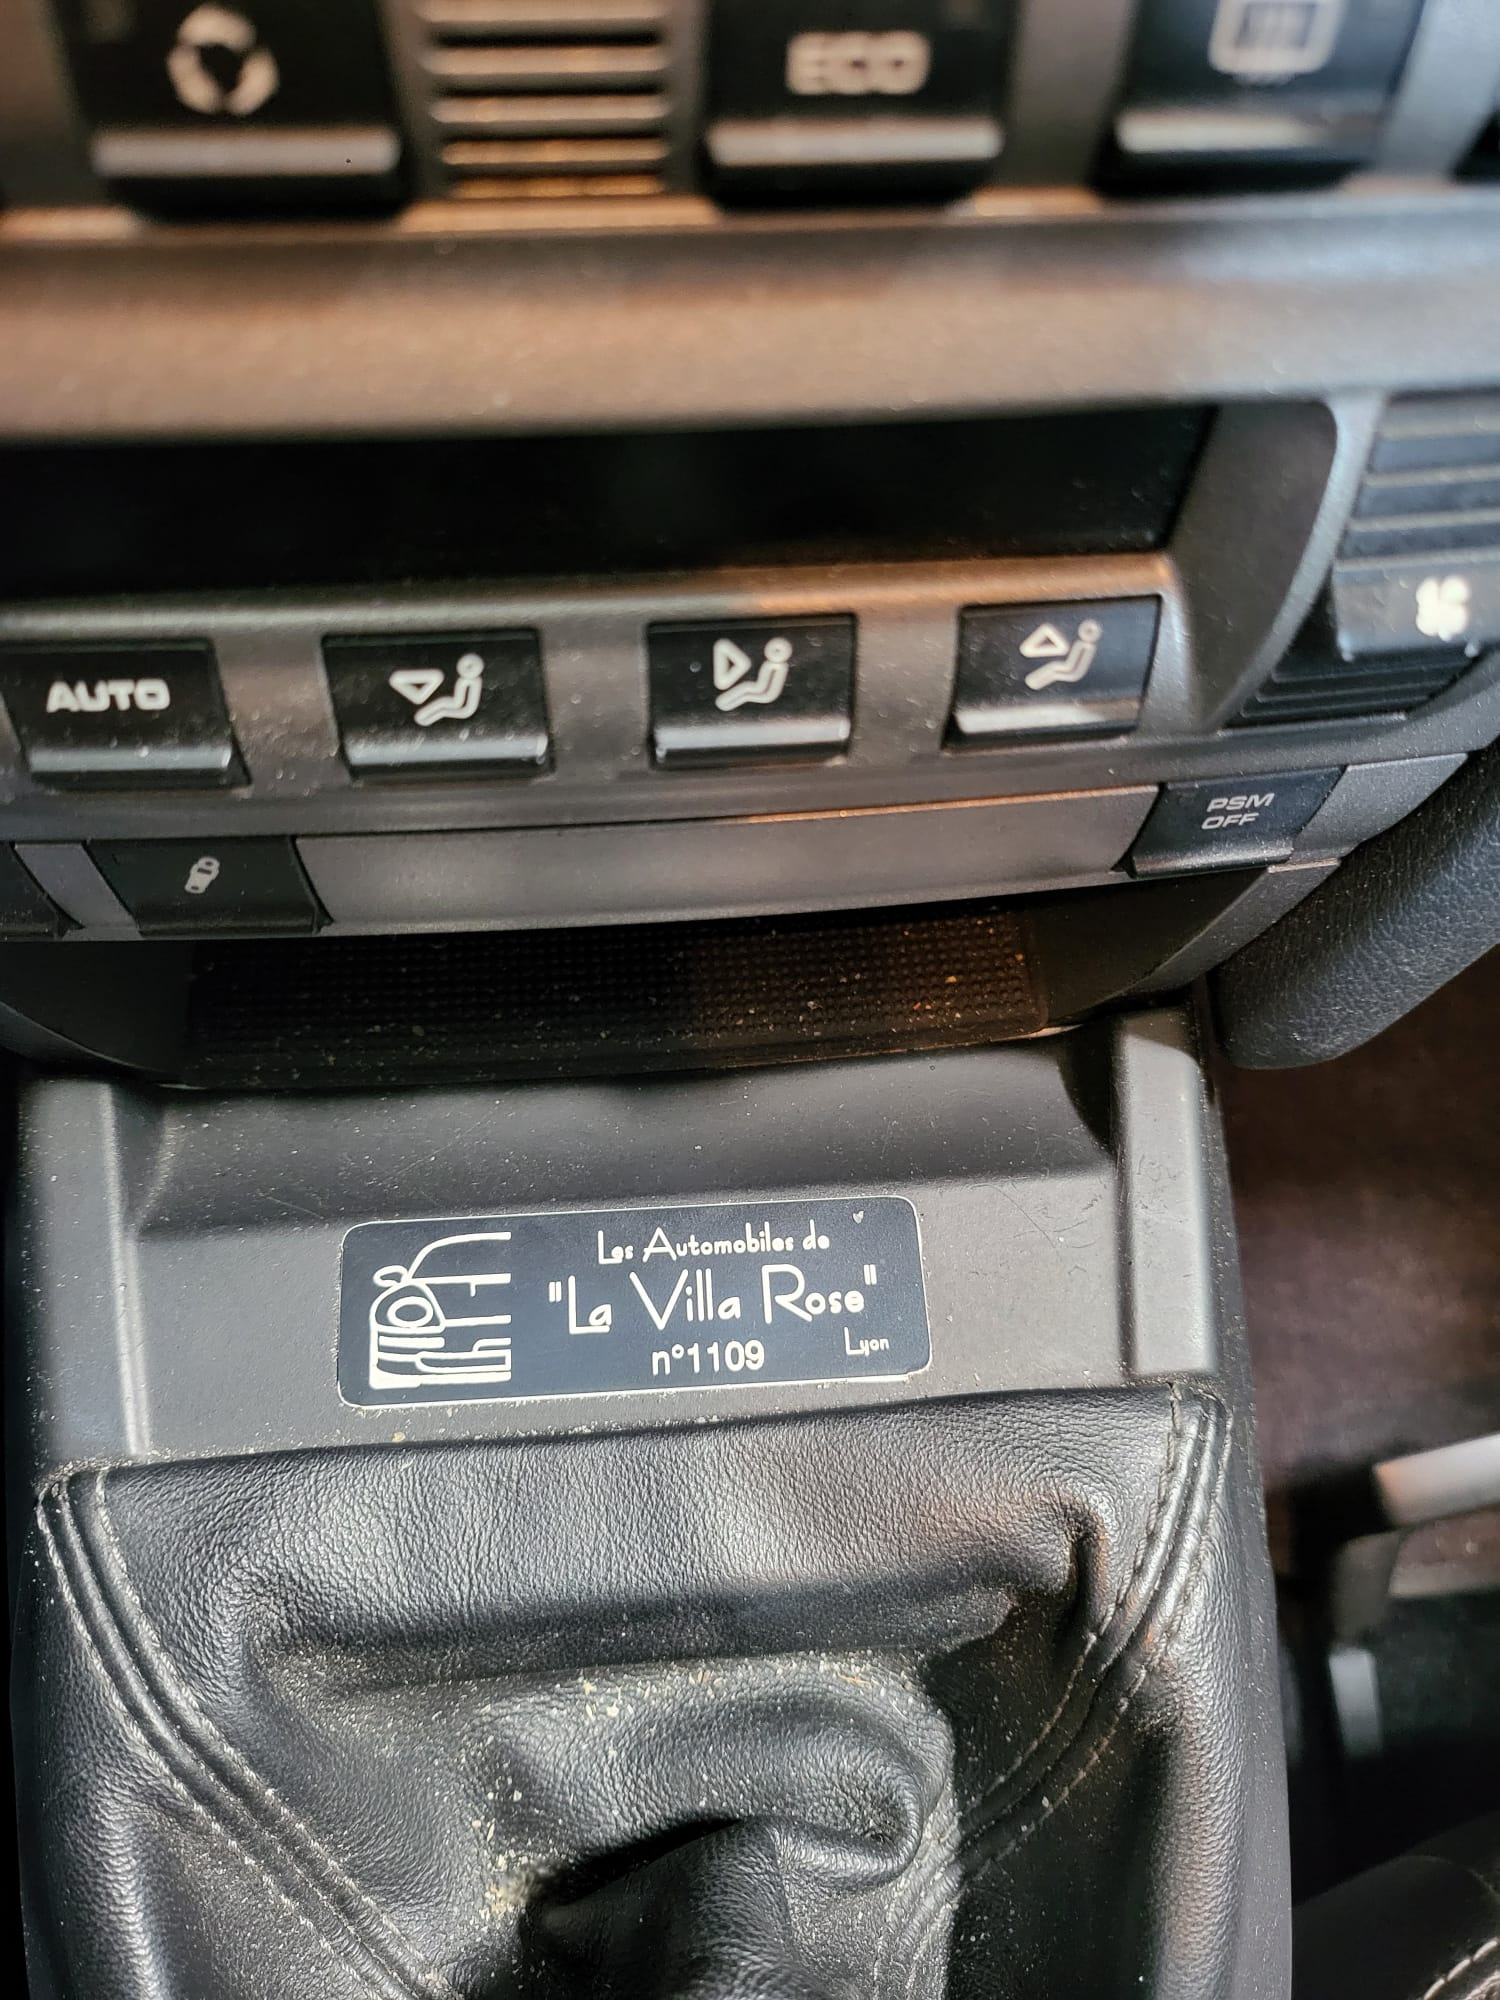 ECO
AUTO
PSM
OFF
Les Automobiles de
"La Villa Rose"
Lyon
n°1109